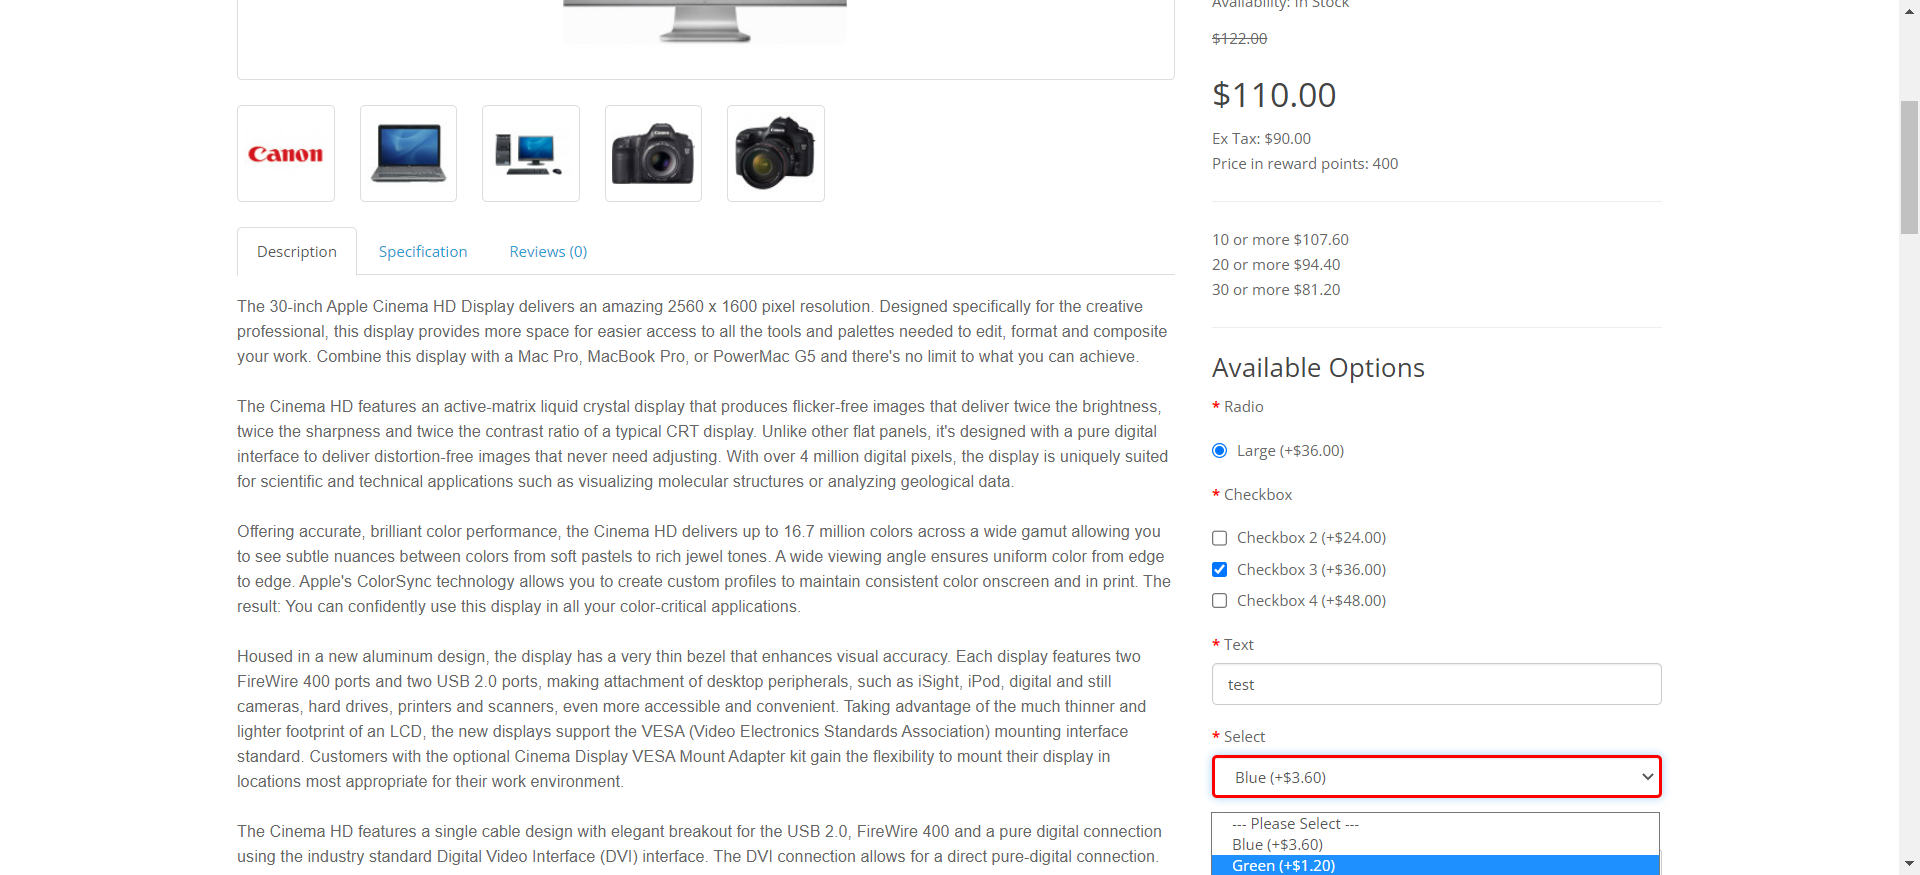 Availability: In Stock
$122.00
$110.00
Ex Tax: $90.00
Price in reward points: 400
10 or more $107.60
20 or more $94.40
30 or more $81.20
Canon
Description
Specification
Reviews (0)
The 30-inch Apple Cinema HD Display delivers an amazing 2560 x 1600 pixel resolution. Designed specifically for the creative
professional, this display provides more space for easier access to all the tools and palettes needed to edit, format and composite
your work. Combine this display with a Mac Pro, MacBook Pro, or PowerMac G5 and there's no limit to what you can achieve.
The Cinema HD features an active-matrix liquid crystal display that produces flicker-free images that deliver twice the brightness,
twice the sharpness and twice the contrast ratio of a typical CRT display. Unlike other flat panels, it's designed with a pure digital
interface to deliver distortion-free images that never need adjusting. With over 4 million digital pixels, the display is uniquely suited
for scientific and technical applications such as visualizing molecular structures or analyzing geological data.
Offering accurate, brilliant color performance, the Cinema HD delivers up to 16.7 million colors across a wide gamut allowing you
to see subtle nuances between colors from soft pastels to rich jewel tones. A wide viewing angle ensures uniform color from edge
to edge. Apple's ColorSync technology allows you to create custom profiles to maintain consistent color onscreen and in print. The
result: You can confidently use this display in all your color-critical applications.
Housed in a new aluminum design, the display has a very thin bezel that enhances visual accuracy. Each display features two
FireWire 400 ports and two USB 2.0 ports, making attachment of desktop peripherals, such as iSight, iPod, digital and still
cameras, hard drives, printers and scanners, even more accessible and convenient. Taking advantage of the much thinner and
lighter footprint of an LCD, the new displays support the VESA (Video Electronics Standards Association) mounting interface
standard. Customers with the optional Cinema Display VESA Mount Adapter kit gain the flexibility to mount their display in
locations most appropriate for their work environment.
The Cinema HD features a single cable design with elegant breakout for the USB 2.0, FireWire 400 and a pure digital connection
using the industry standard Digital Video Interface (DVI) interface. The DVI connection allows for a direct pure-digital connection.
Available Options
* Radio
Large (+$36.00)
* Checkbox
Checkbox 2 (+$24.00)
Checkbox 3 (+$36.00)
Checkbox 4 (+$48.00)
* Text
test
* Select
Blue (+$3.60)
--- Please Select ---
Blue (+$3.60)
Green (+$1.20)